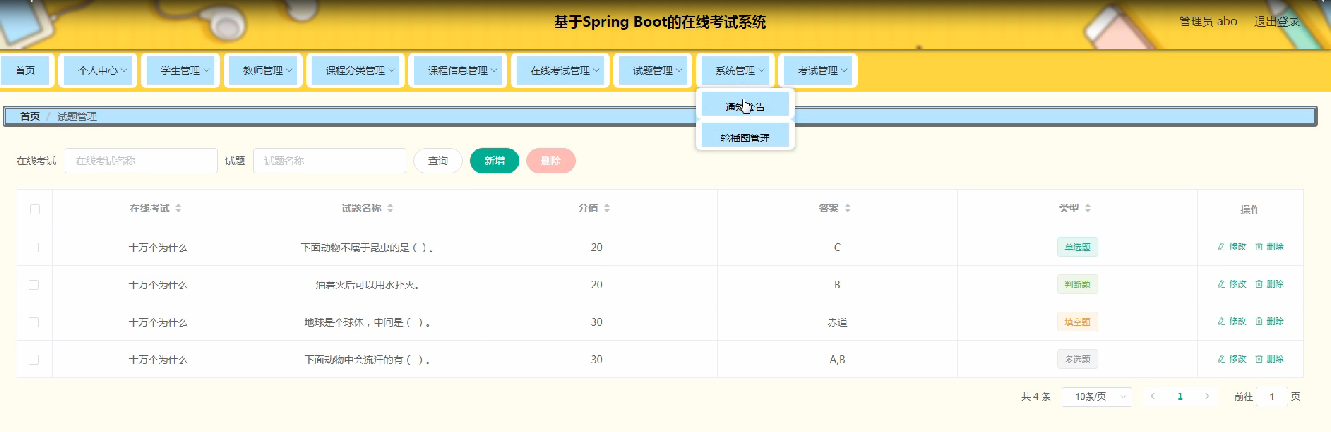 基于Spring Boot的在线考试系统
管理员 abo 退出登录
首页 个人中心 学生管理 教师管理 课程分类管理 课程信息管理 在线考试管理 试题管理 系统管理 考试管理
通知公告
首页 / 试题管理
轮播图管理
在线考试 在线考试名称 试题 试题名称 查询 新增 删除
在线考试 试题名称 分值 答案 类型 操作
十万个为什么 下面动物不属于昆虫的是（ ）。 20 C 单选题 修改 删除
十万个为什么 油着火后可以用水扑灭。 20 B 判断题 修改 删除
十万个为什么 地球是个球体，中间是（ ）。 30 赤道 填空题 修改 删除
十万个为什么 下面动物中会流汗的有（ ）。 30 A,B 多选题 修改 删除
共 4 条 10条/页 1 前往 1 页